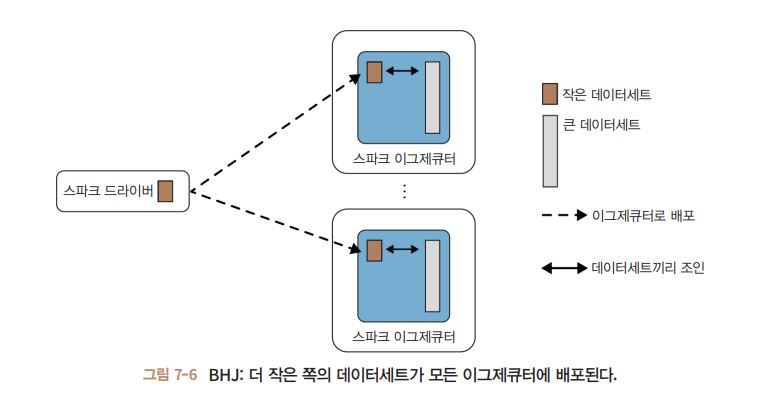 작은 데이터세트
큰 데이터세트
스파크 이그제큐터
스파크 드라이버
⋮
이그제큐터로 배포
스파크 이그제큐터
데이터세트끼리 조인
그림 7-6 BHJ: 더 작은 쪽의 데이터세트가 모든 이그제큐터에 배포된다.